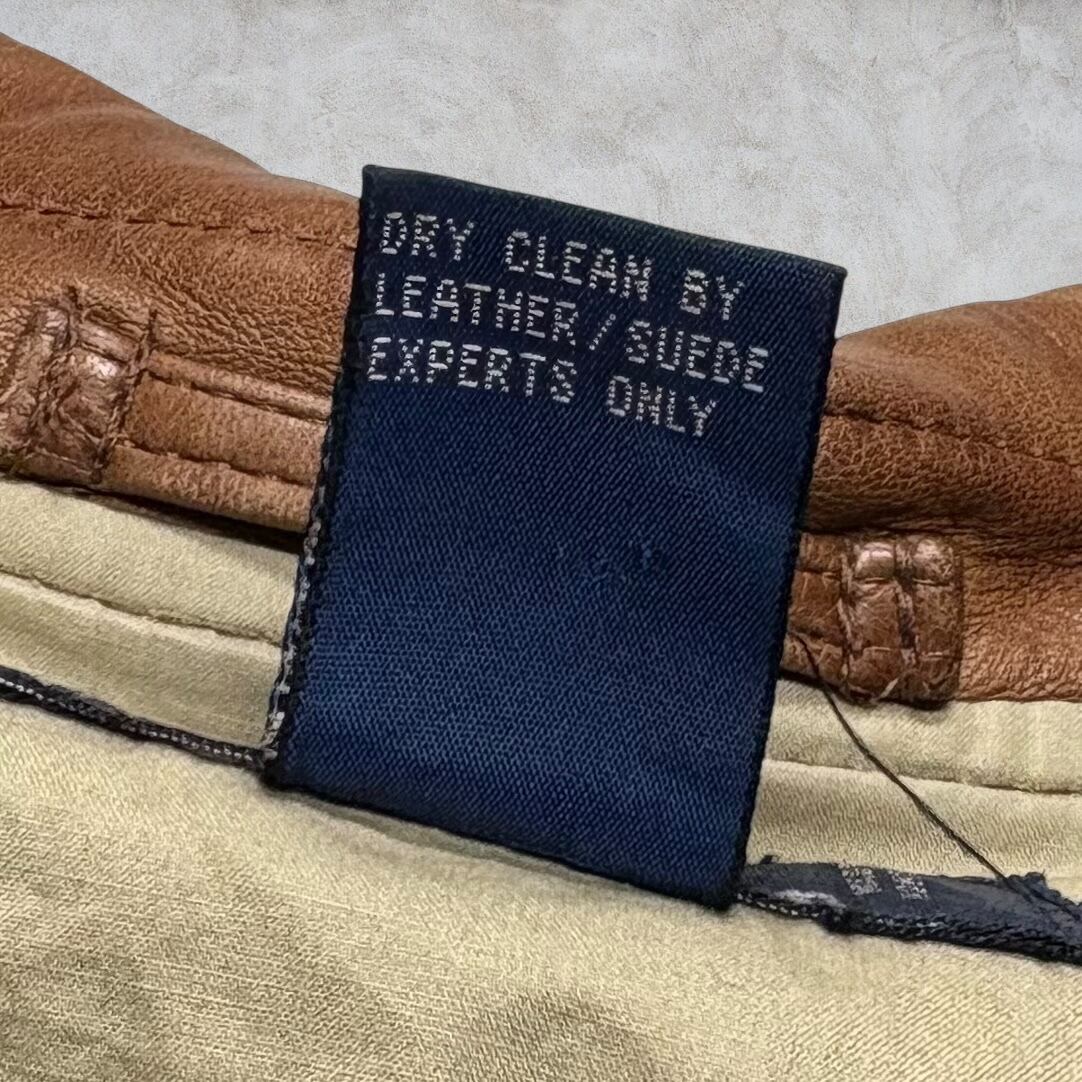 DRY CLEAN BY
LEATHER/SUEDE
EXPERTS ONLY